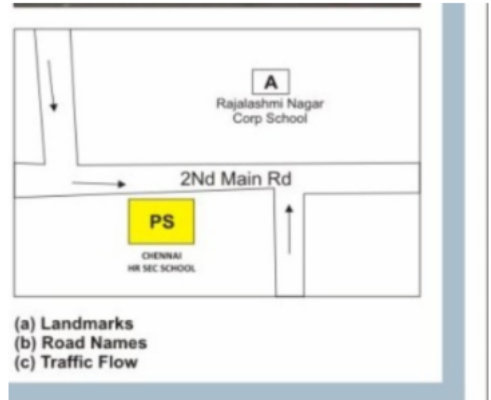 A
Rajalashmi Nagar
Corp School
2Nd Main Rd
PS
CHENNAI
HR SEC SCHOOL
(a) Landmarks
(b) Road Names
(c) Traffic Flow